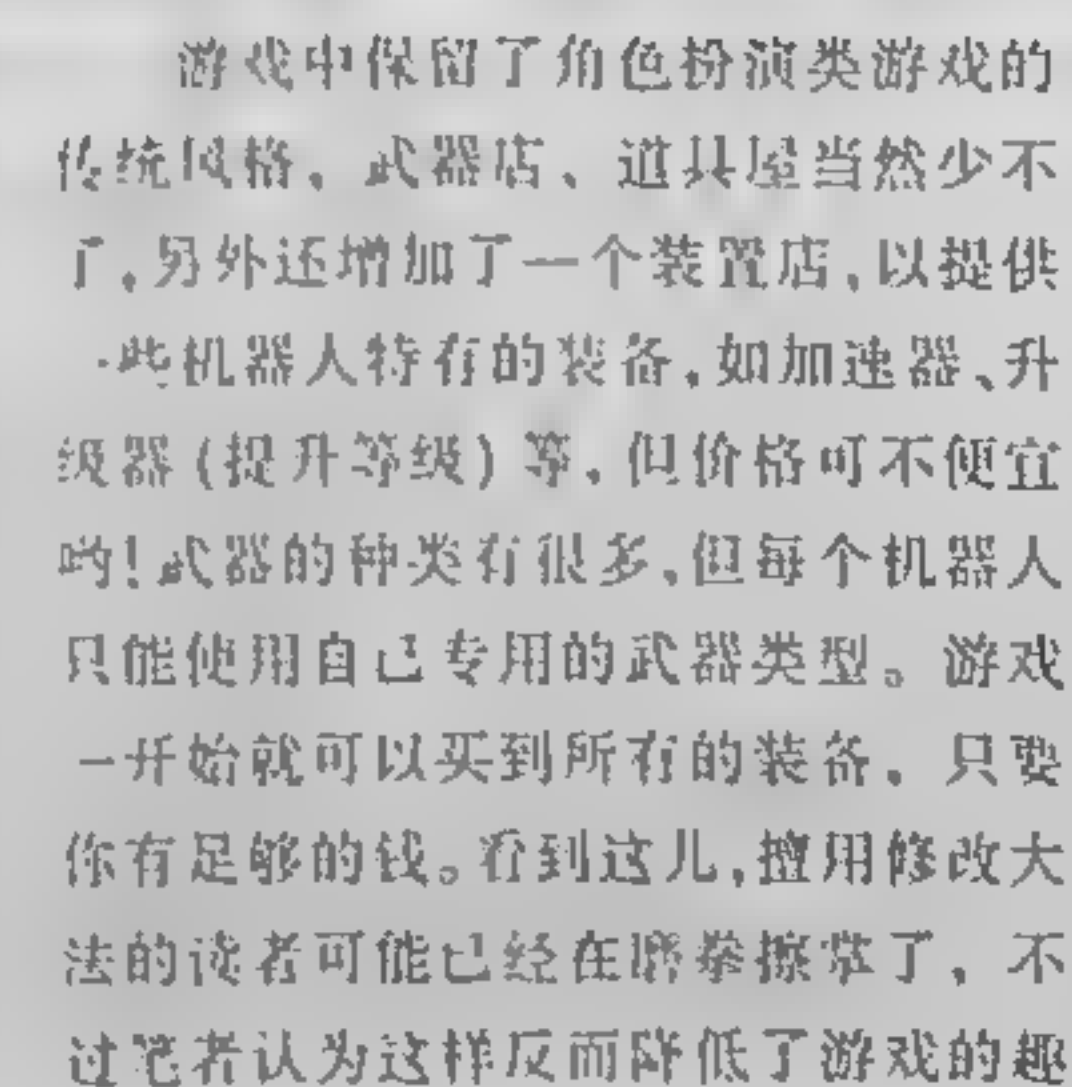 游戏中保留了角色扮演类游戏的
传统风格,武器店、道具屋当然少不
了,另外还增加了一个装置店,以提供
一些机器人特有的装备,如加速器、升
级器(提升等级)等,但价格可不便宜
哟!武器的种类有很多,但每个机器人
只能使用自己专用的武器类型。游戏
一开始就可以买到所有的装备,只要
你有足够的钱。看到这儿,擅用修改大
法的读者可能已经在磨拳擦掌了,不
过笔者认为这样反而降低了游戏的趣